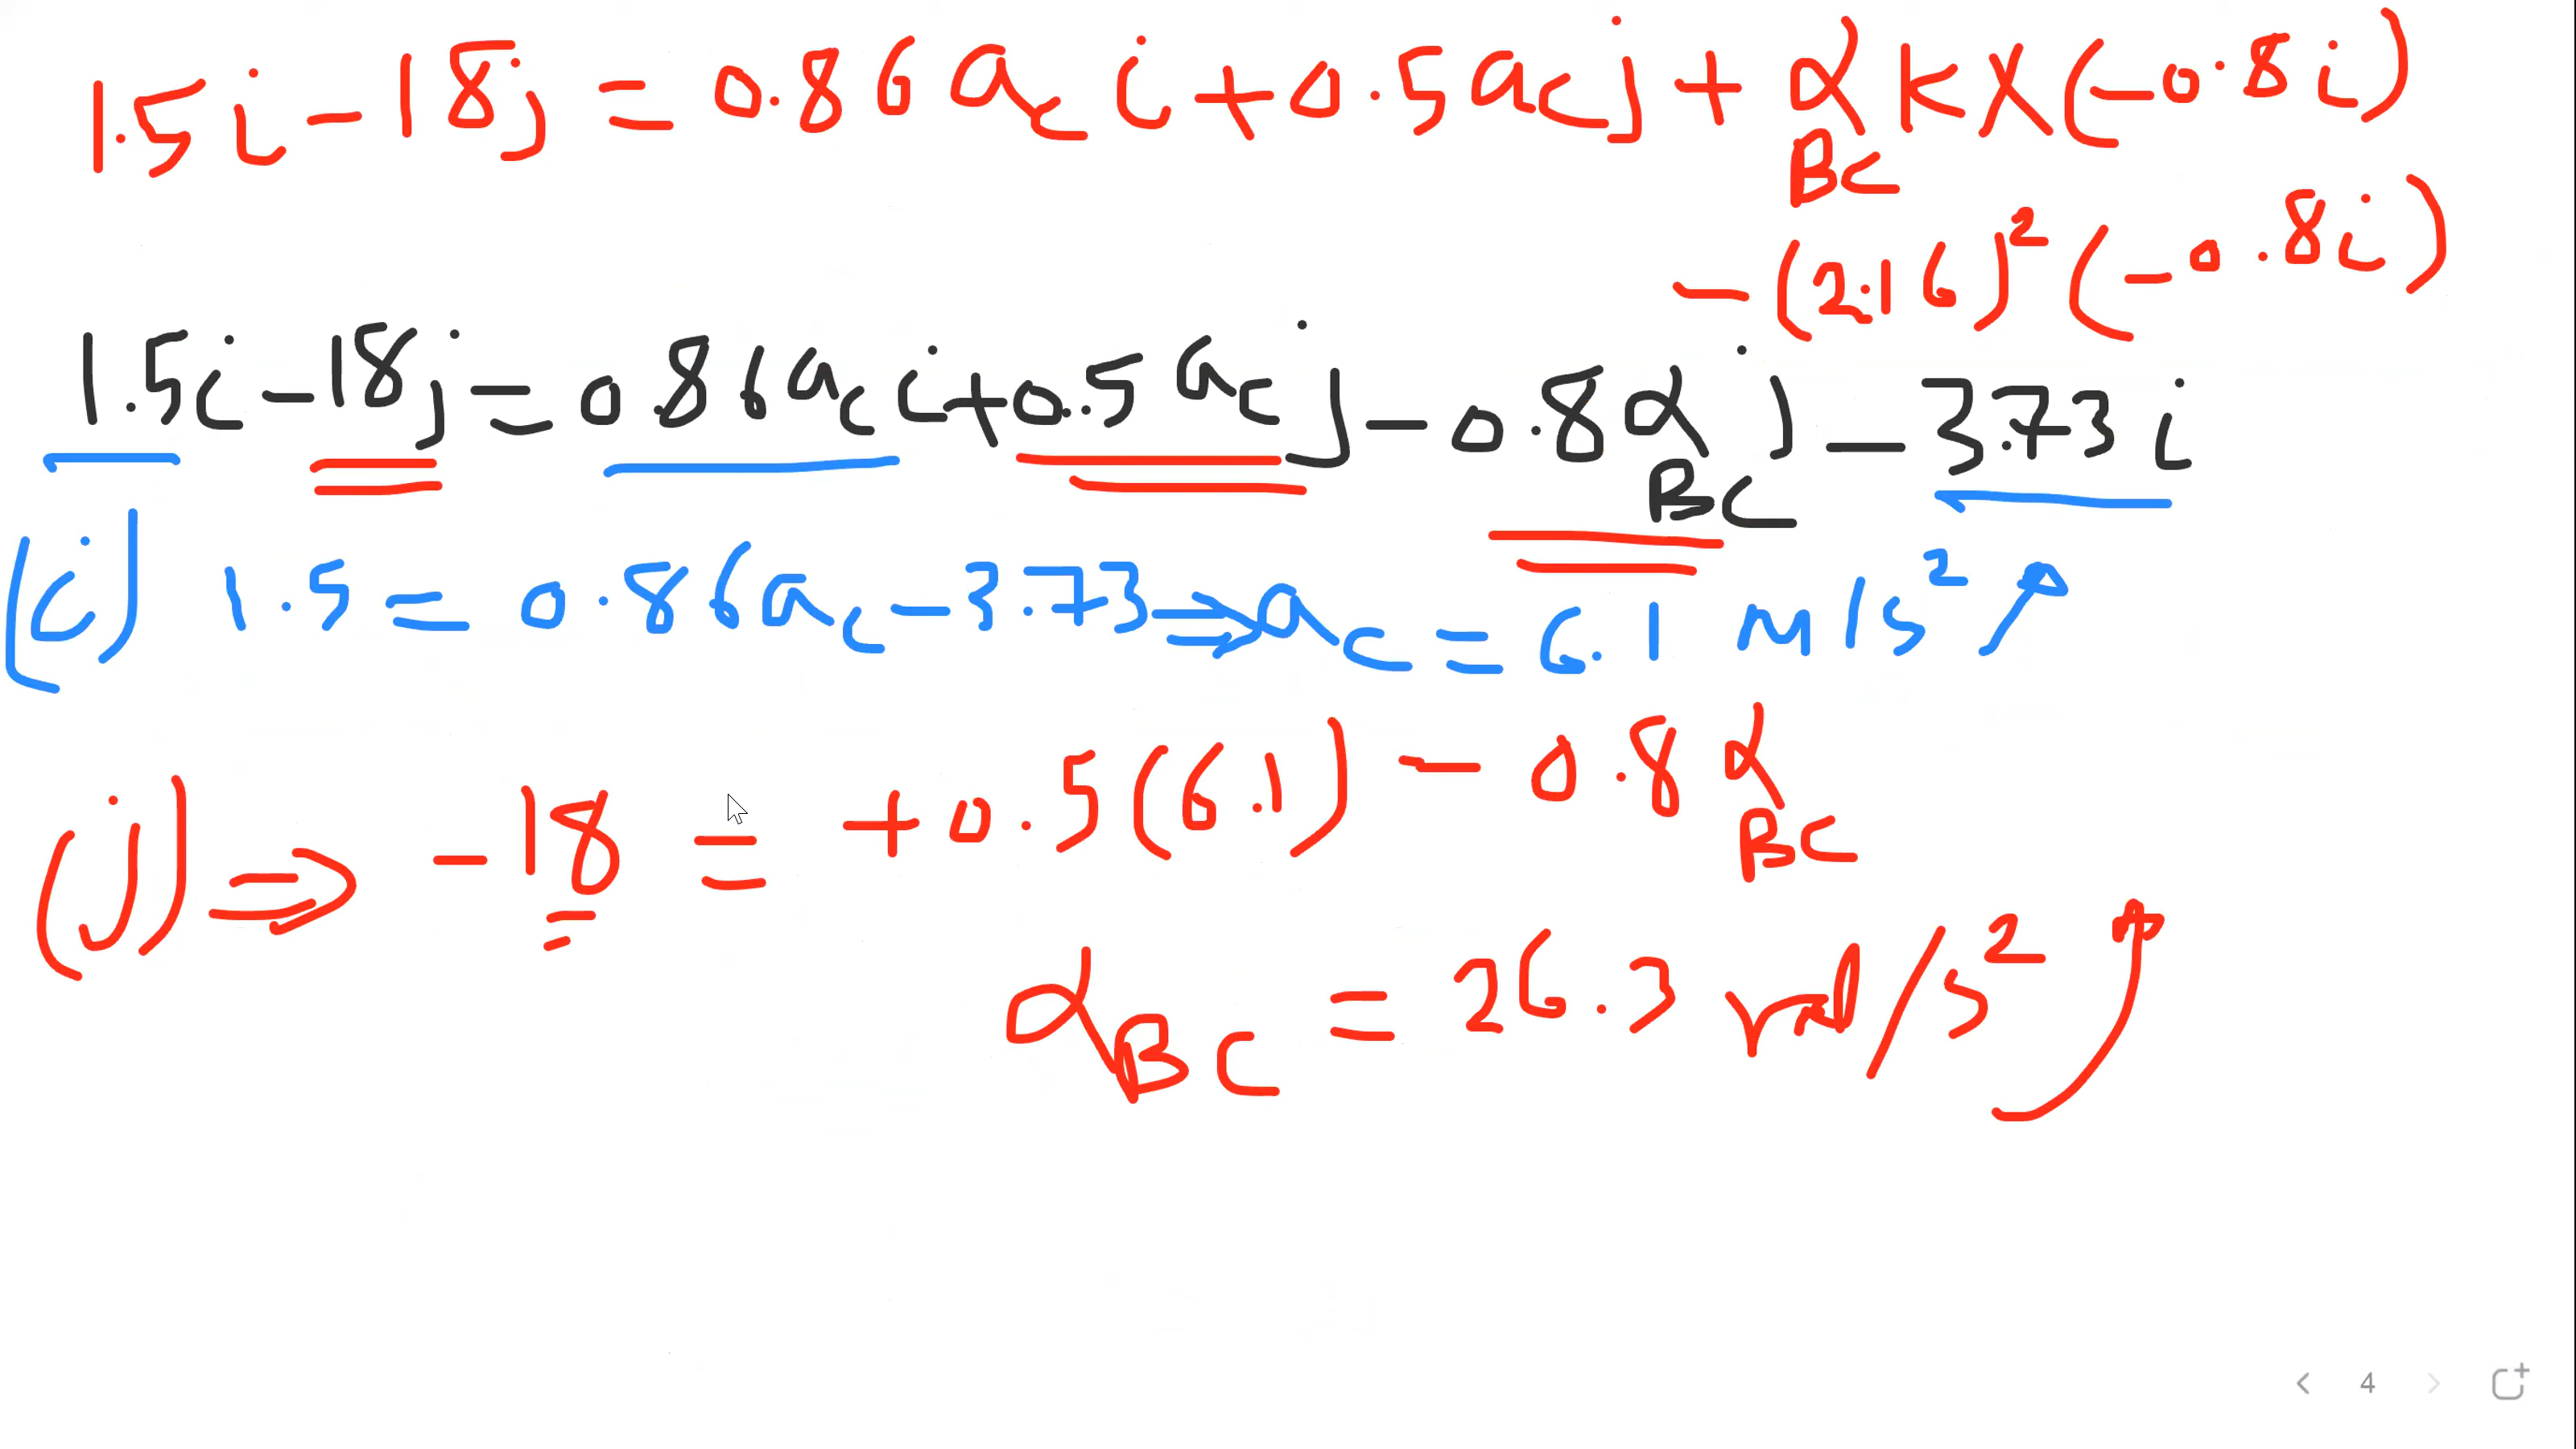 1.5i-18j = 0.86 a_c i + 0.5 a_c j + α_BC k × (-0.8i)
-(2.16)² (-0.8i)
1.5i-18j = 0.86 a_c i + 0.5 a_c j - 0.8 α_BC j - 3.73 i
(i) 1.5 = 0.86 a_c - 3.73 ⇒ a_c = 6.1 m/s² ↗
(j) ⇒ -18 = +0.5(6.1) - 0.8 α_BC
α_BC = 26.3 rad/s²
4